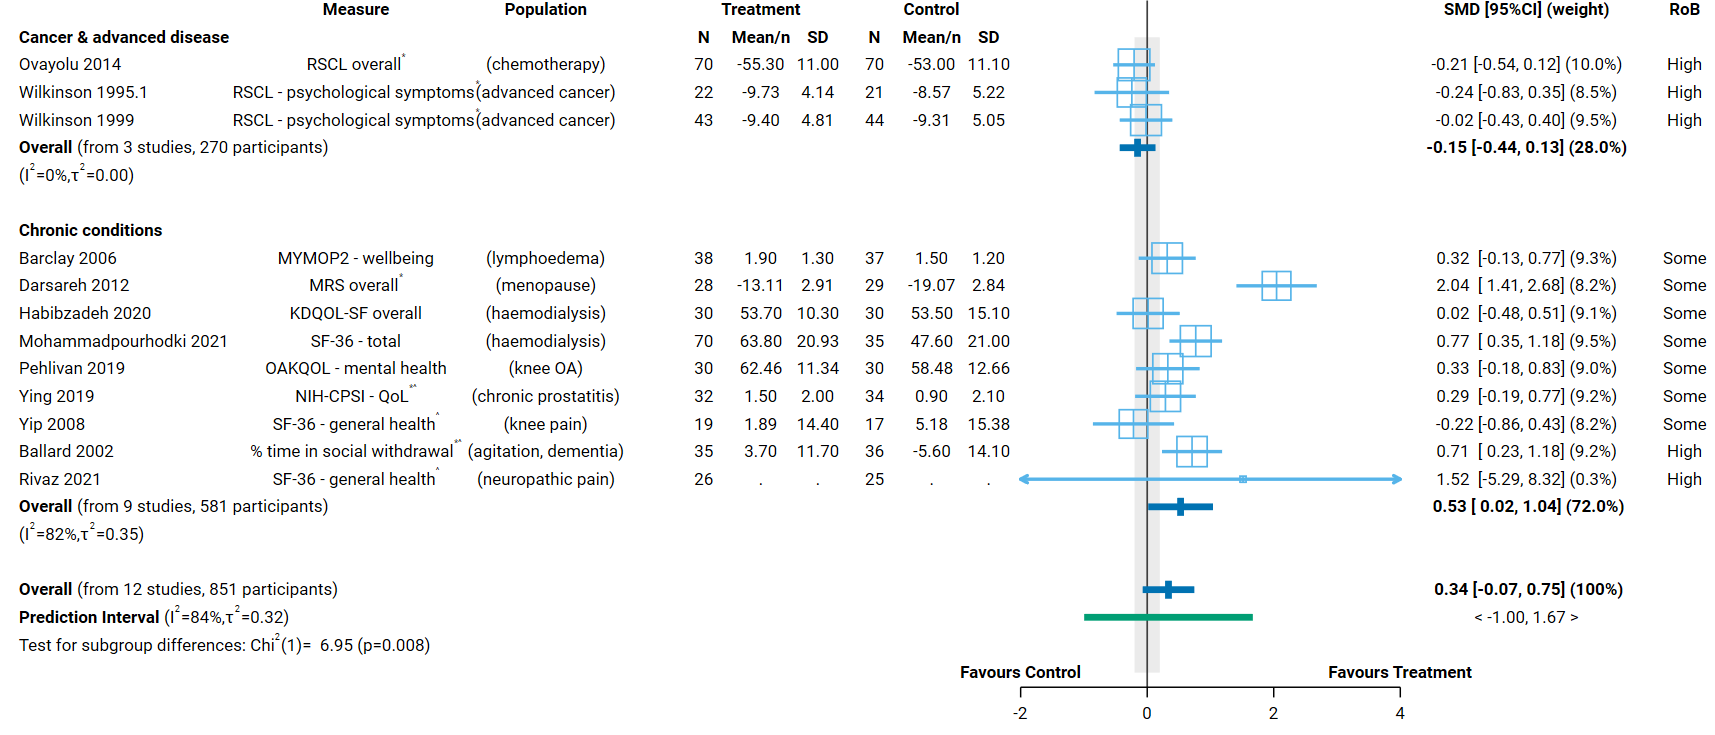 Measure Population Treatment Control SMD [95%CI] (weight) RoB
Cancer & advanced disease N Mean/n SD N Mean/n SD
Ovayolu 2014 RSCL overall* (chemotherapy) 70 -55.30 11.00 70 -53.00 11.10 -0.21 [-0.54, 0.12] (10.0%) High
Wilkinson 1995.1 RSCL - psychological symptoms* (advanced cancer) 22 -9.73 4.14 21 -8.57 5.22 -0.24 [-0.83, 0.35] (8.5%) High
Wilkinson 1999 RSCL - psychological symptoms* (advanced cancer) 43 -9.40 4.81 44 -9.31 5.05 -0.02 [-0.43, 0.40] (9.5%) High
Overall (from 3 studies, 270 participants) -0.15 [-0.44, 0.13] (28.0%)
(I²=0%,τ²=0.00)
Chronic conditions
Barclay 2006 MYMOP2 - wellbeing (lymphoedema) 38 1.90 1.30 37 1.50 1.20 0.32 [-0.13, 0.77] (9.3%) Some
Darsareh 2012 MRS overall* (menopause) 28 -13.11 2.91 29 -19.07 2.84 2.04 [ 1.41, 2.68] (8.2%) Some
Habibzadeh 2020 KDQOL-SF overall (haemodialysis) 30 53.70 10.30 30 53.50 15.10 0.02 [-0.48, 0.51] (9.1%) Some
Mohammadpourhodki 2021 SF-36 - total (haemodialysis) 70 63.80 20.93 35 47.60 21.00 0.77 [ 0.35, 1.18] (9.5%) Some
Pehlivan 2019 OAKQOL - mental health (knee OA) 30 62.46 11.34 30 58.48 12.66 0.33 [-0.18, 0.83] (9.0%) Some
Ying 2019 NIH-CPSI - QoL*^ (chronic prostatitis) 32 1.50 2.00 34 0.90 2.10 0.29 [-0.19, 0.77] (9.2%) Some
Yip 2008 SF-36 - general health^ (knee pain) 19 1.89 14.40 17 5.18 15.38 -0.22 [-0.86, 0.43] (8.2%) Some
Ballard 2002 % time in social withdrawal*^ (agitation, dementia) 35 3.70 11.70 36 -5.60 14.10 0.71 [ 0.23, 1.18] (9.2%) High
Rivaz 2021 SF-36 - general health^ (neuropathic pain) 26 . . 25 . . 1.52 [-5.29, 8.32] (0.3%) High
Overall (from 9 studies, 581 participants) 0.53 [ 0.02, 1.04] (72.0%)
(I²=82%,τ²=0.35)
Overall (from 12 studies, 851 participants) 0.34 [-0.07, 0.75] (100%)
Prediction Interval (I²=84%,τ²=0.32) < -1.00, 1.67 >
Test for subgroup differences: Chi²(1)= 6.95 (p=0.008)
Favours Control Favours Treatment
-2 0 2 4